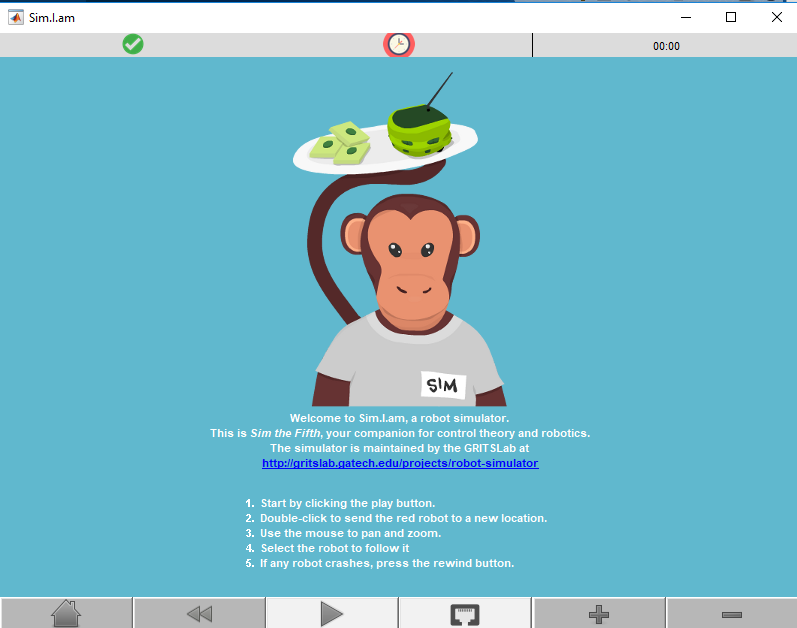 Sim.I.am
00:00
SIM
Welcome to Sim.I.am, a robot simulator.
This is Sim the Fifth, your companion for control theory and robotics.
The simulator is maintained by the GRITSLab at
http://gritslab.gatech.edu/projects/robot-simulator
1. Start by clicking the play button.
2. Double-click to send the red robot to a new location.
3. Use the mouse to pan and zoom.
4. Select the robot to follow it
5. If any robot crashes, press the rewind button.